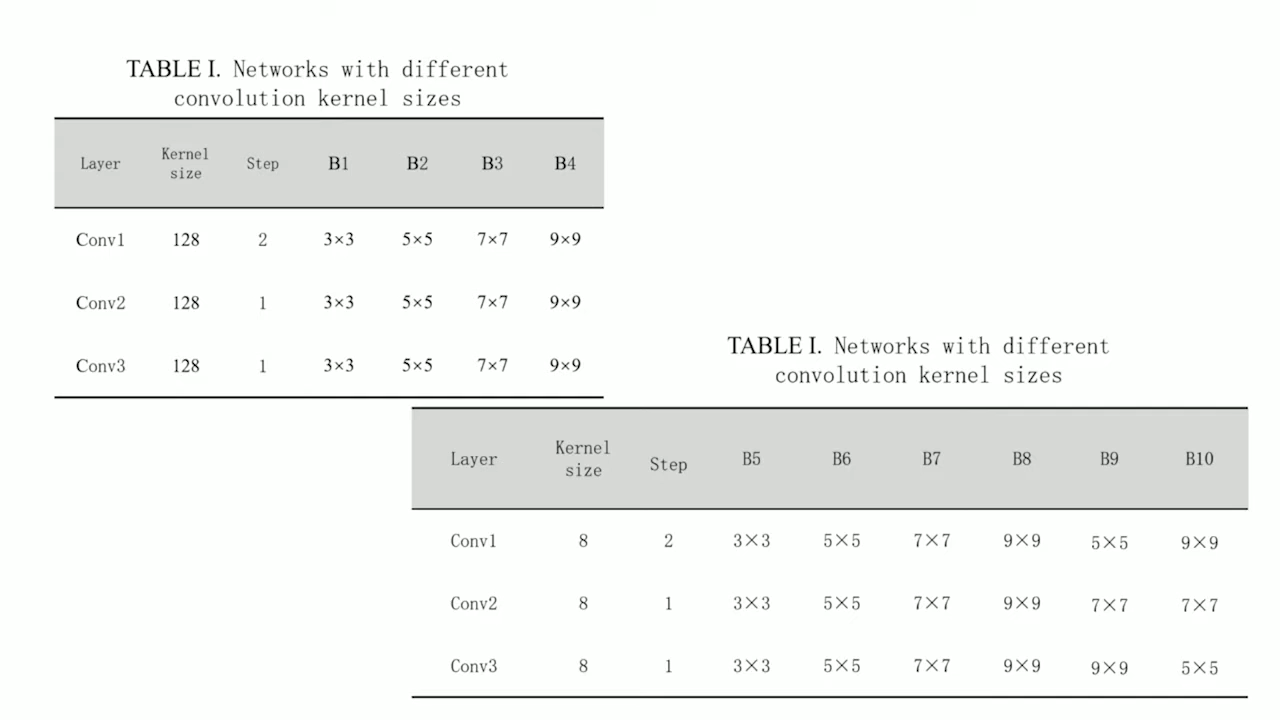 TABLE I. Networks with different
convolution kernel sizes
Layer Kernel size Step B1 B2 B3 B4
Conv1 128 2 3×3 5×5 7×7 9×9
Conv2 128 1 3×3 5×5 7×7 9×9
Conv3 128 1 3×3 5×5 7×7 9×9
TABLE I. Networks with different
convolution kernel sizes
Layer Kernel size Step B5 B6 B7 B8 B9 B10
Conv1 8 2 3×3 5×5 7×7 9×9 5×5 9×9
Conv2 8 1 3×3 5×5 7×7 9×9 7×7 7×7
Conv3 8 1 3×3 5×5 7×7 9×9 9×9 5×5